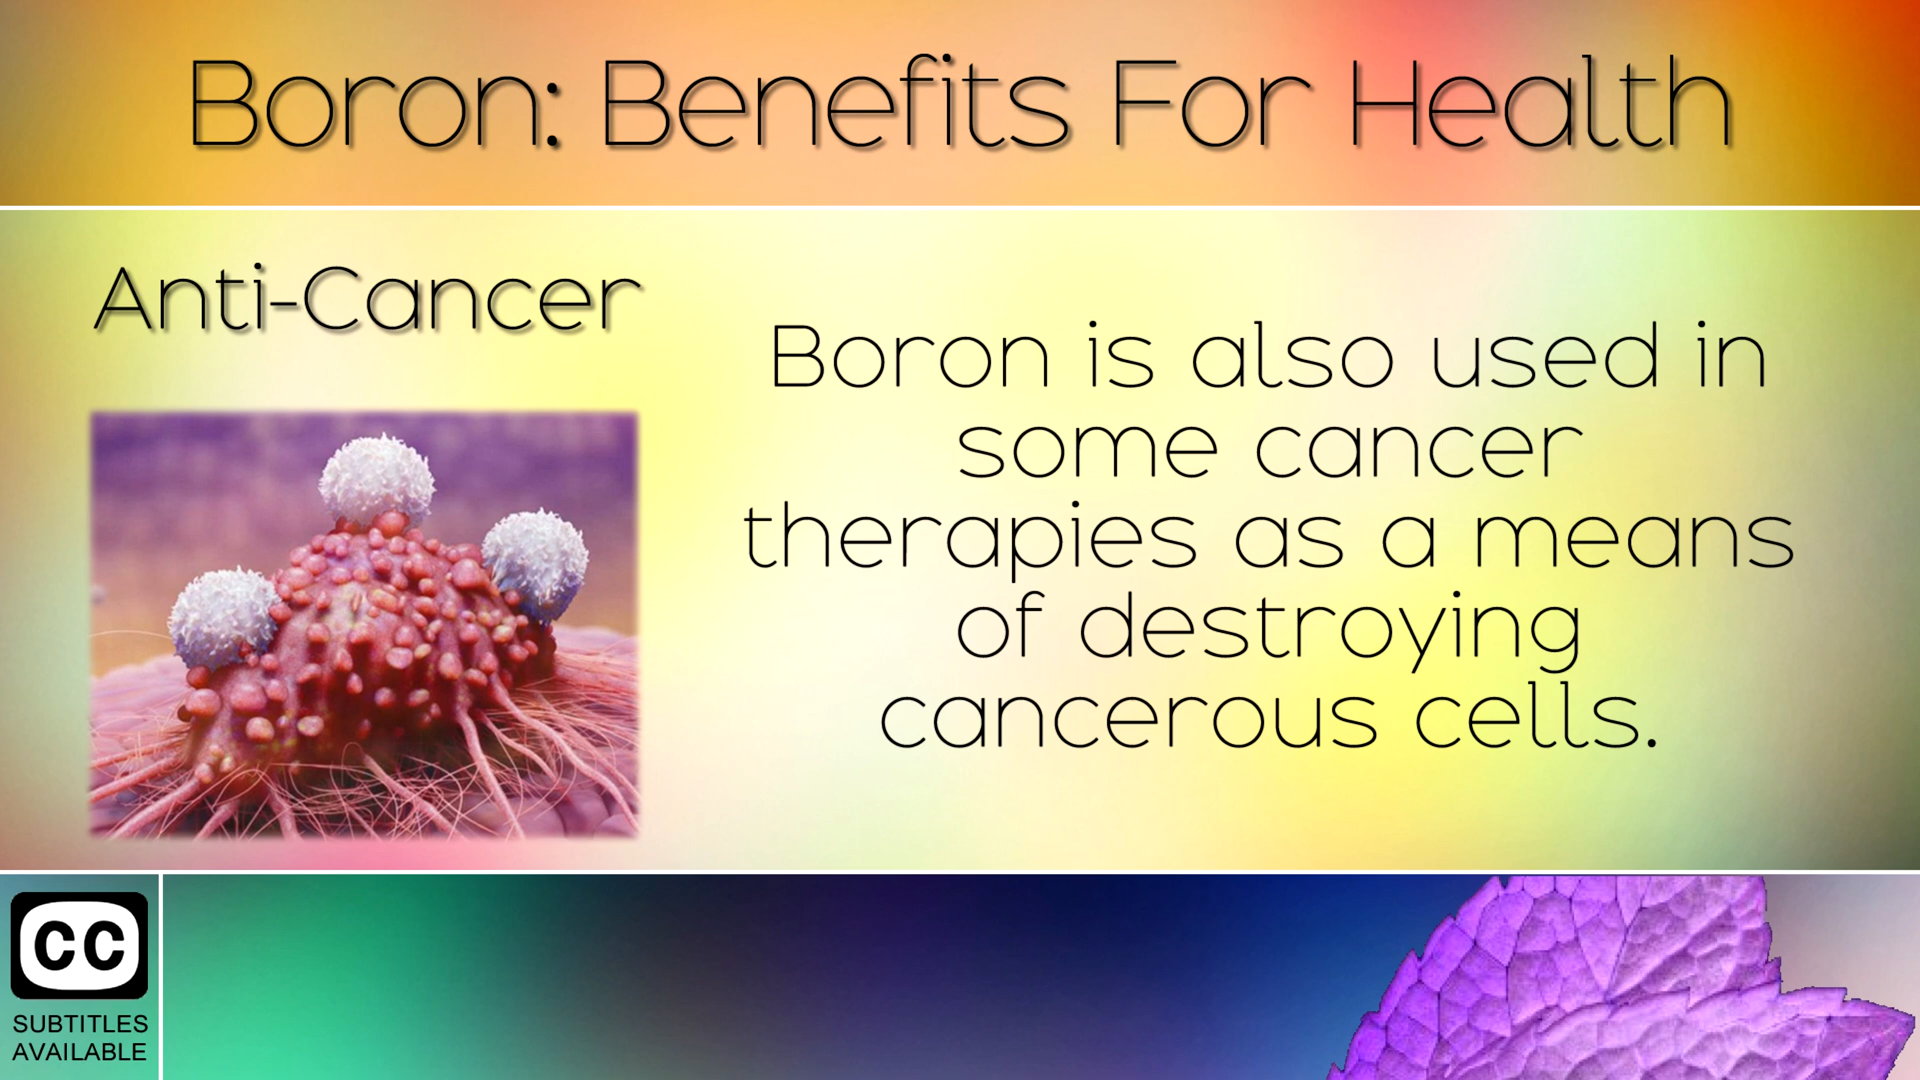 Boron: Benefits For Health
Anti-Cancer
Boron is also used in
some cancer
therapies as a means
of destroying
cancerous cells.
CC
SUBTITLES
AVAILABLE